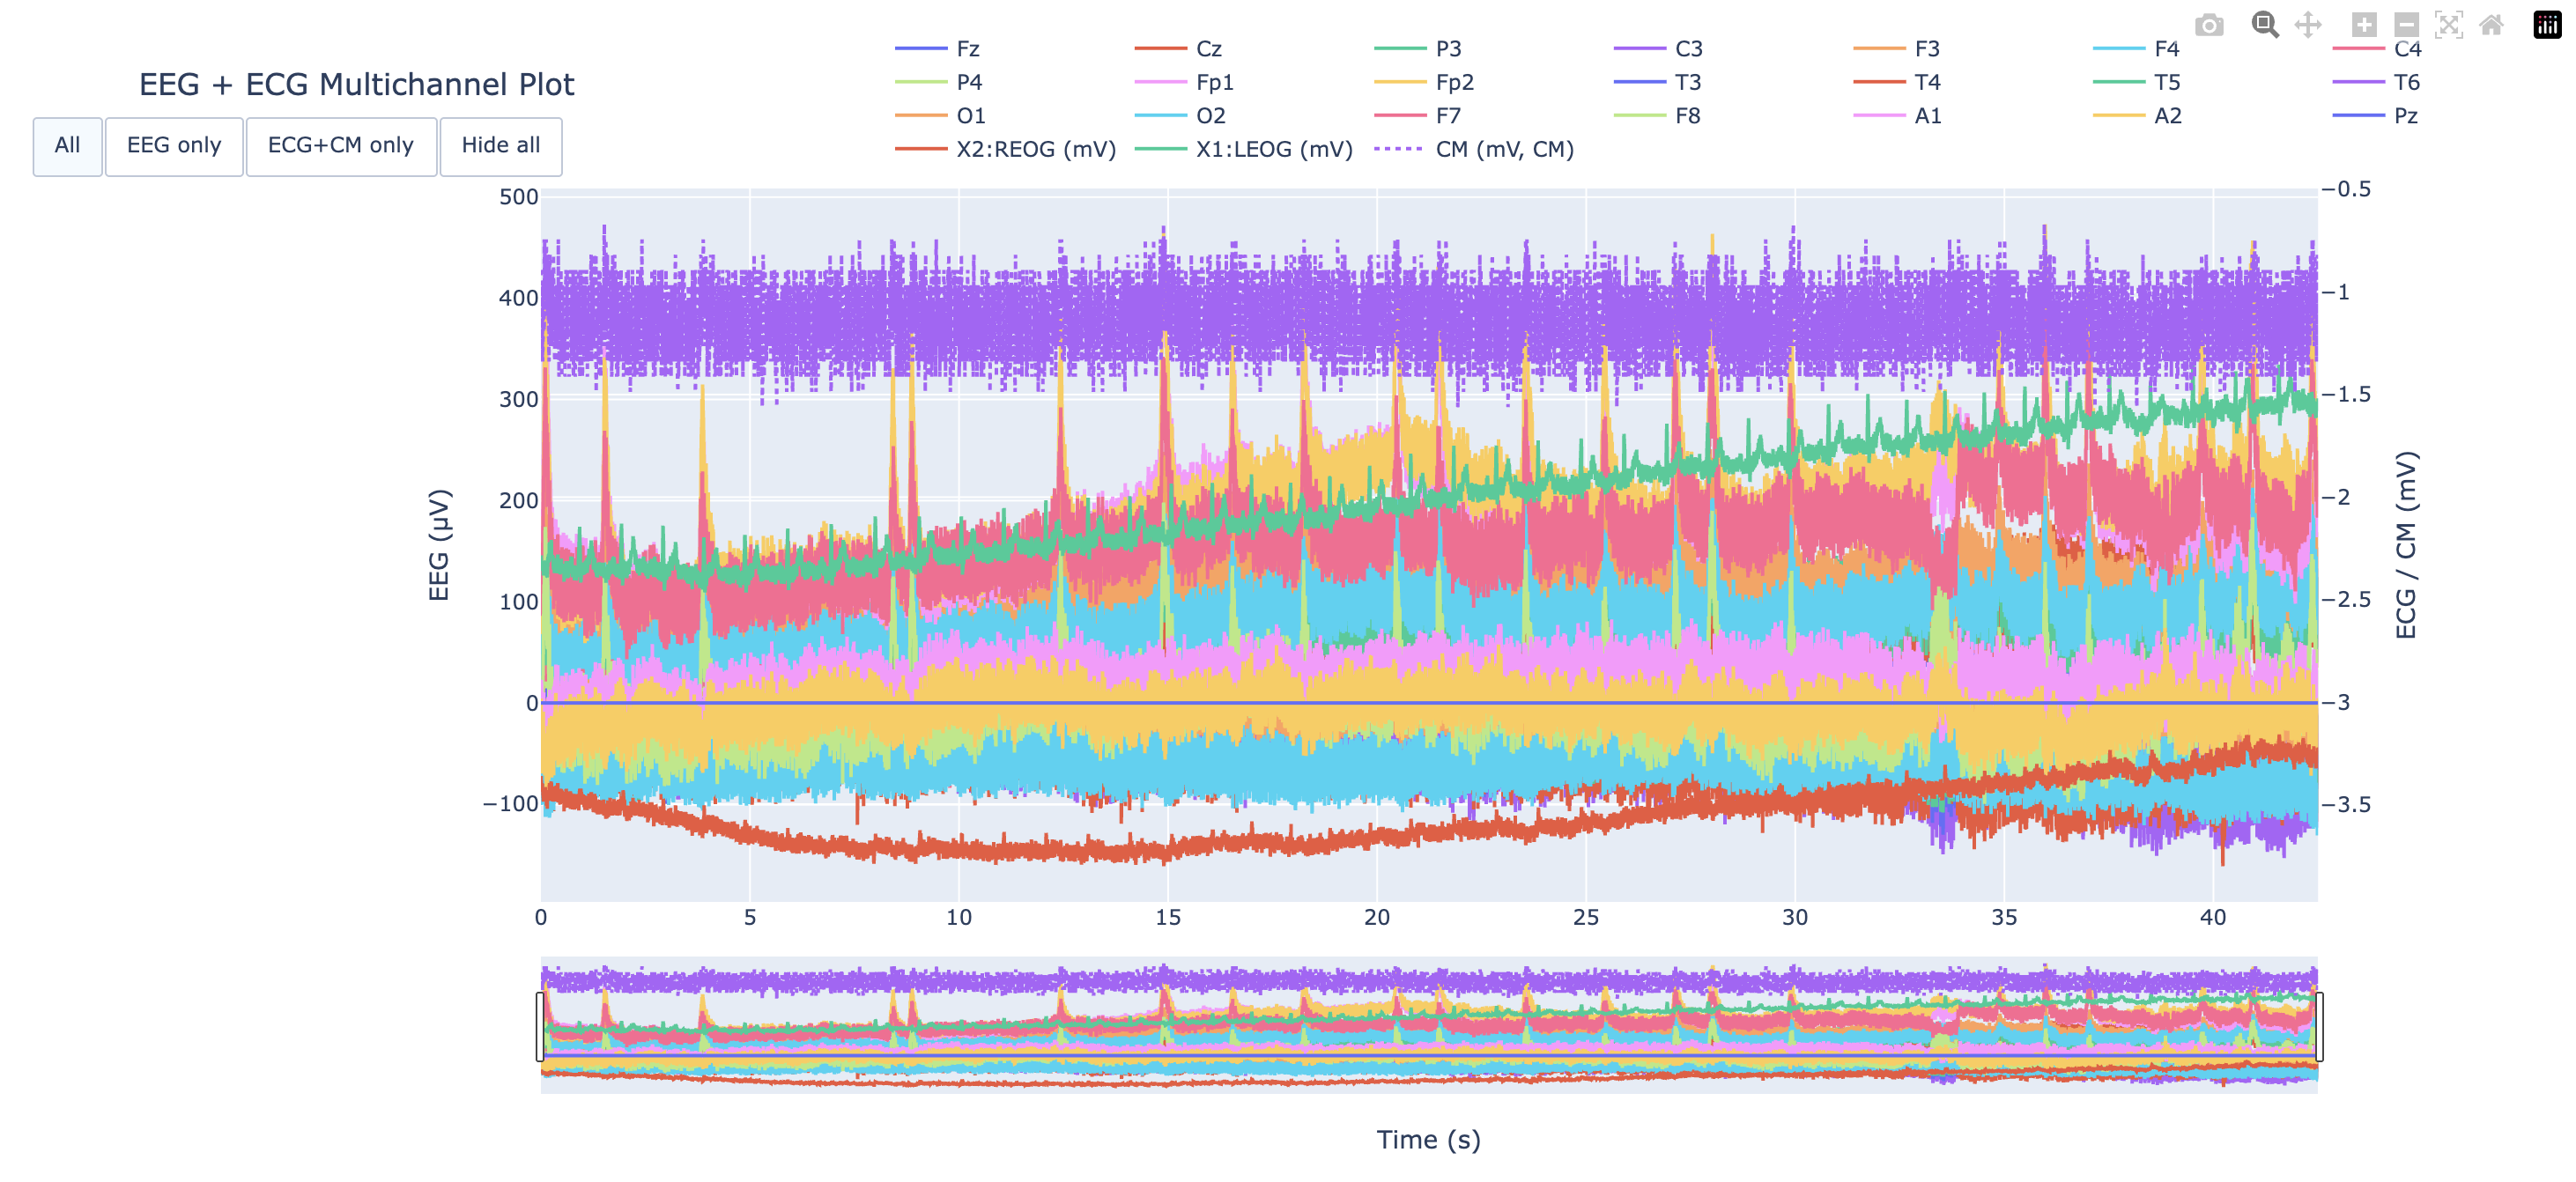 Fz Cz P3 C3 F3 F4 C4
EEG + ECG Multichannel Plot
P4 Fp1 Fp2 T3 T4 T5 T6
O1 O2 F7 F8 A1 A2 Pz
All EEG only ECG+CM only Hide all
X2:REOG (mV) X1:LEOG (mV) CM (mV, CM)
500 −0.5
400 −1
300 −1.5
200 −2
EEG (µV) ECG / CM (mV)
100 −2.5
0 −3
−100 −3.5
0 5 10 15 20 25 30 35 40
Time (s)